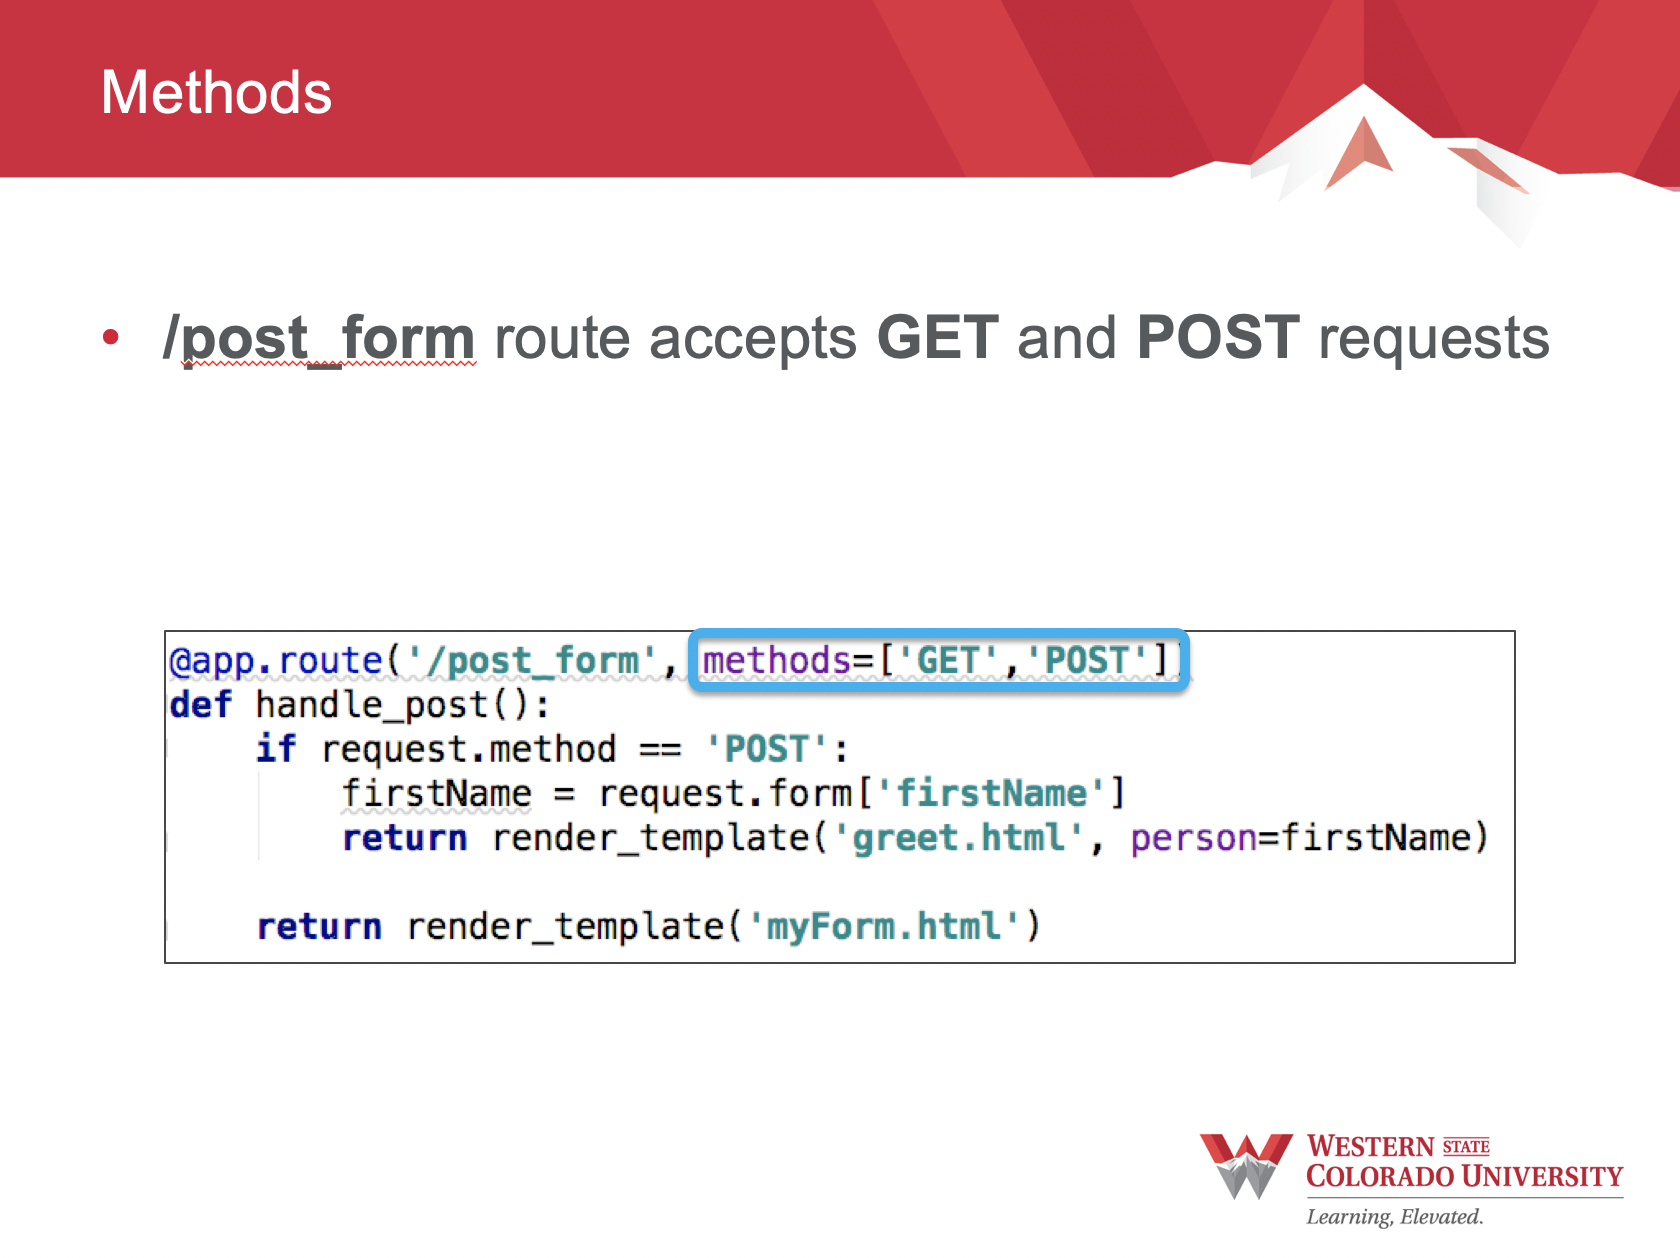 Methods
• /post_form route accepts GET and POST requests
@app.route('/post_form', methods=['GET','POST'])
def handle_post():
    if request.method == 'POST':
        firstName = request.form['firstName']
        return render_template('greet.html', person=firstName)
    return render_template('myForm.html')
WESTERN STATE
COLORADO UNIVERSITY
Learning, Elevated.